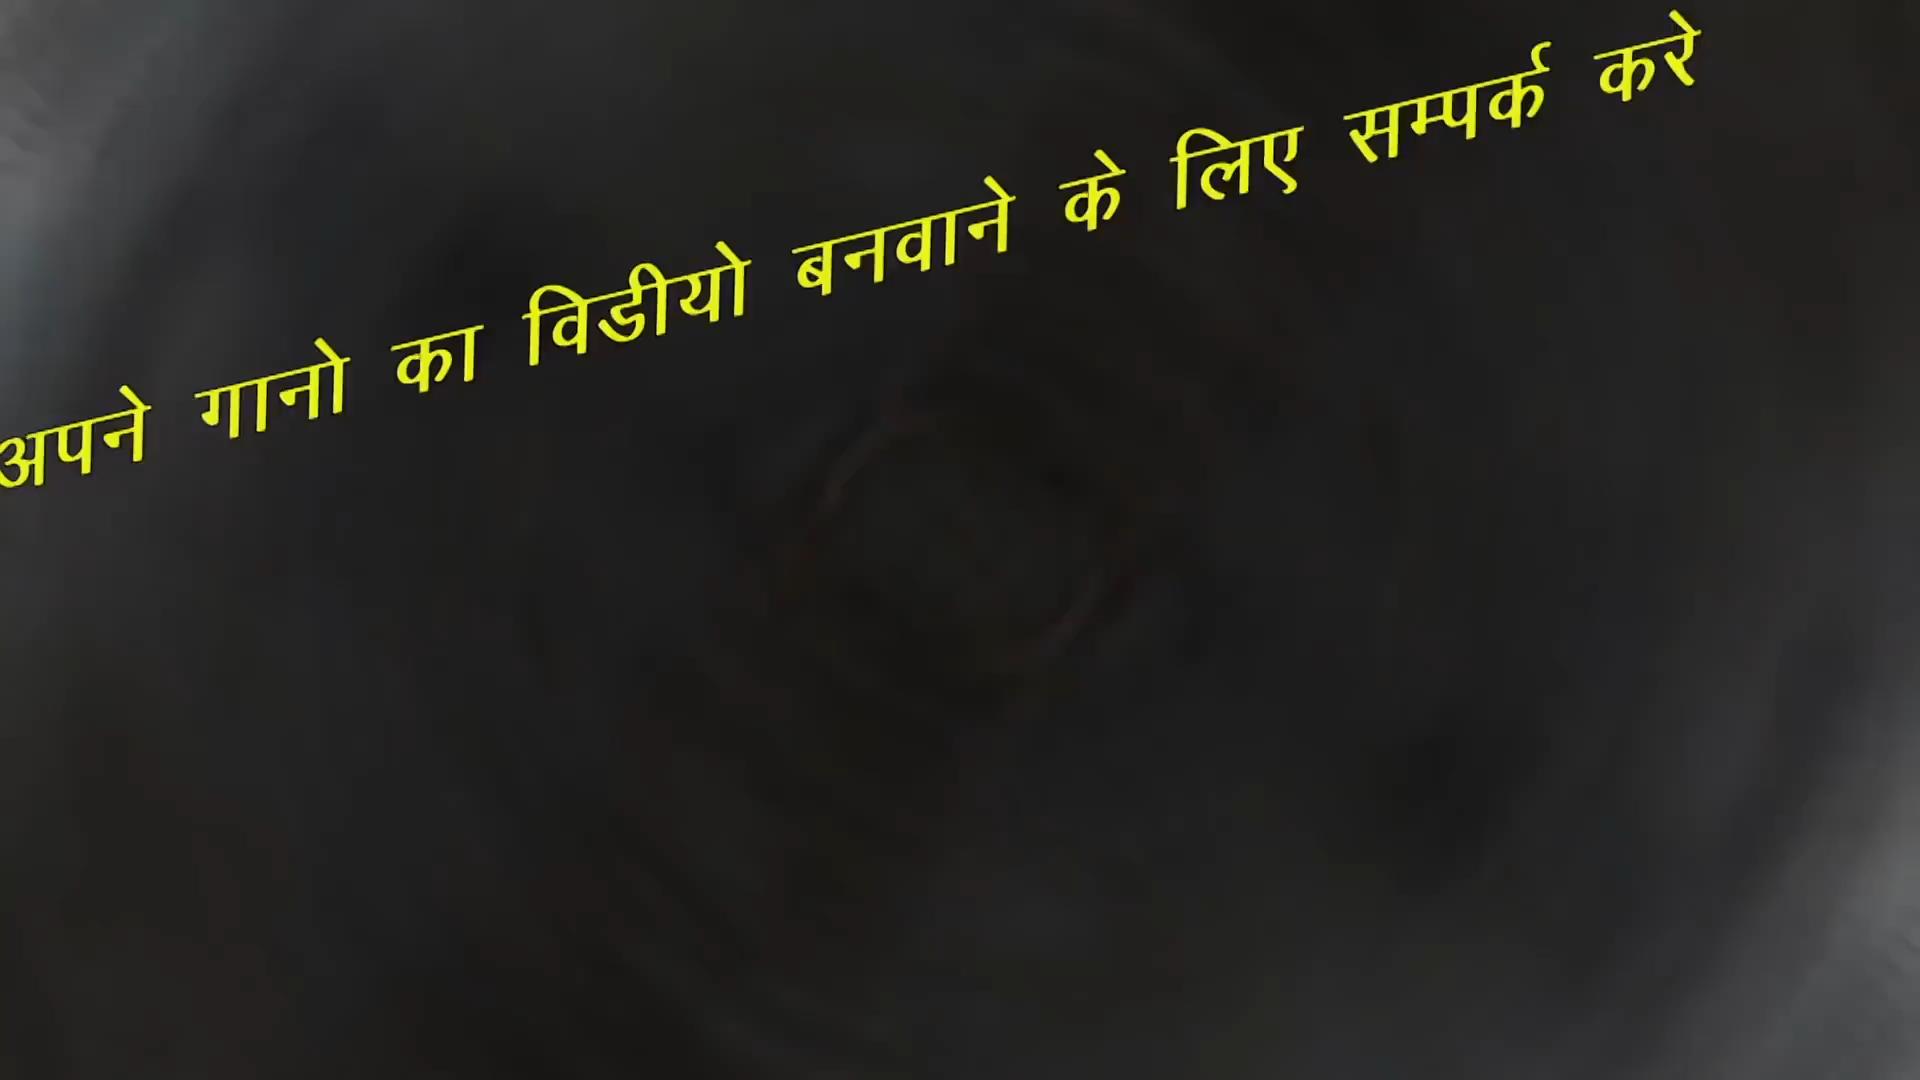 अपने गानो का विडीयो बनवाने के लिए सम्पर्क करे